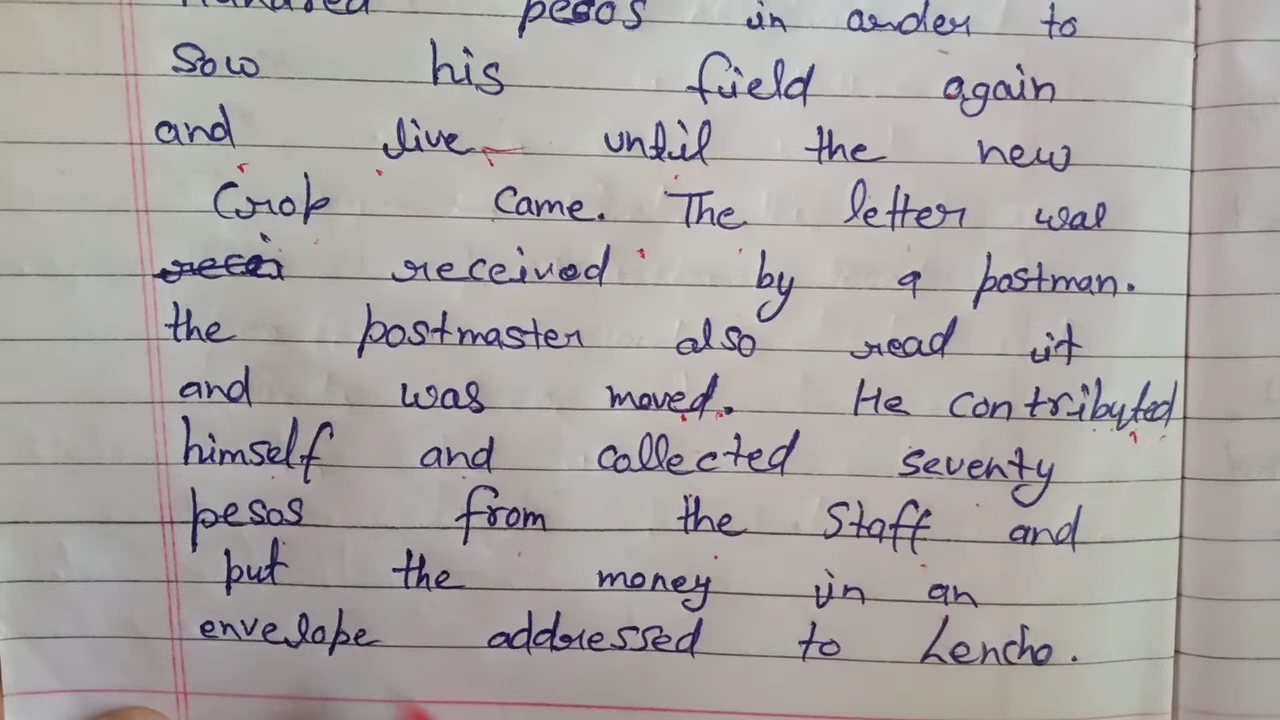 hundred pesos in order to
Sow his field again
and live until the new
Crop came. The letter was
recei received by a postman.
the postmaster also read it
and was moved. He contributed
himself and collected seventy
pesos from the Staff and
put the money in an
envelope addressed to Lencho.